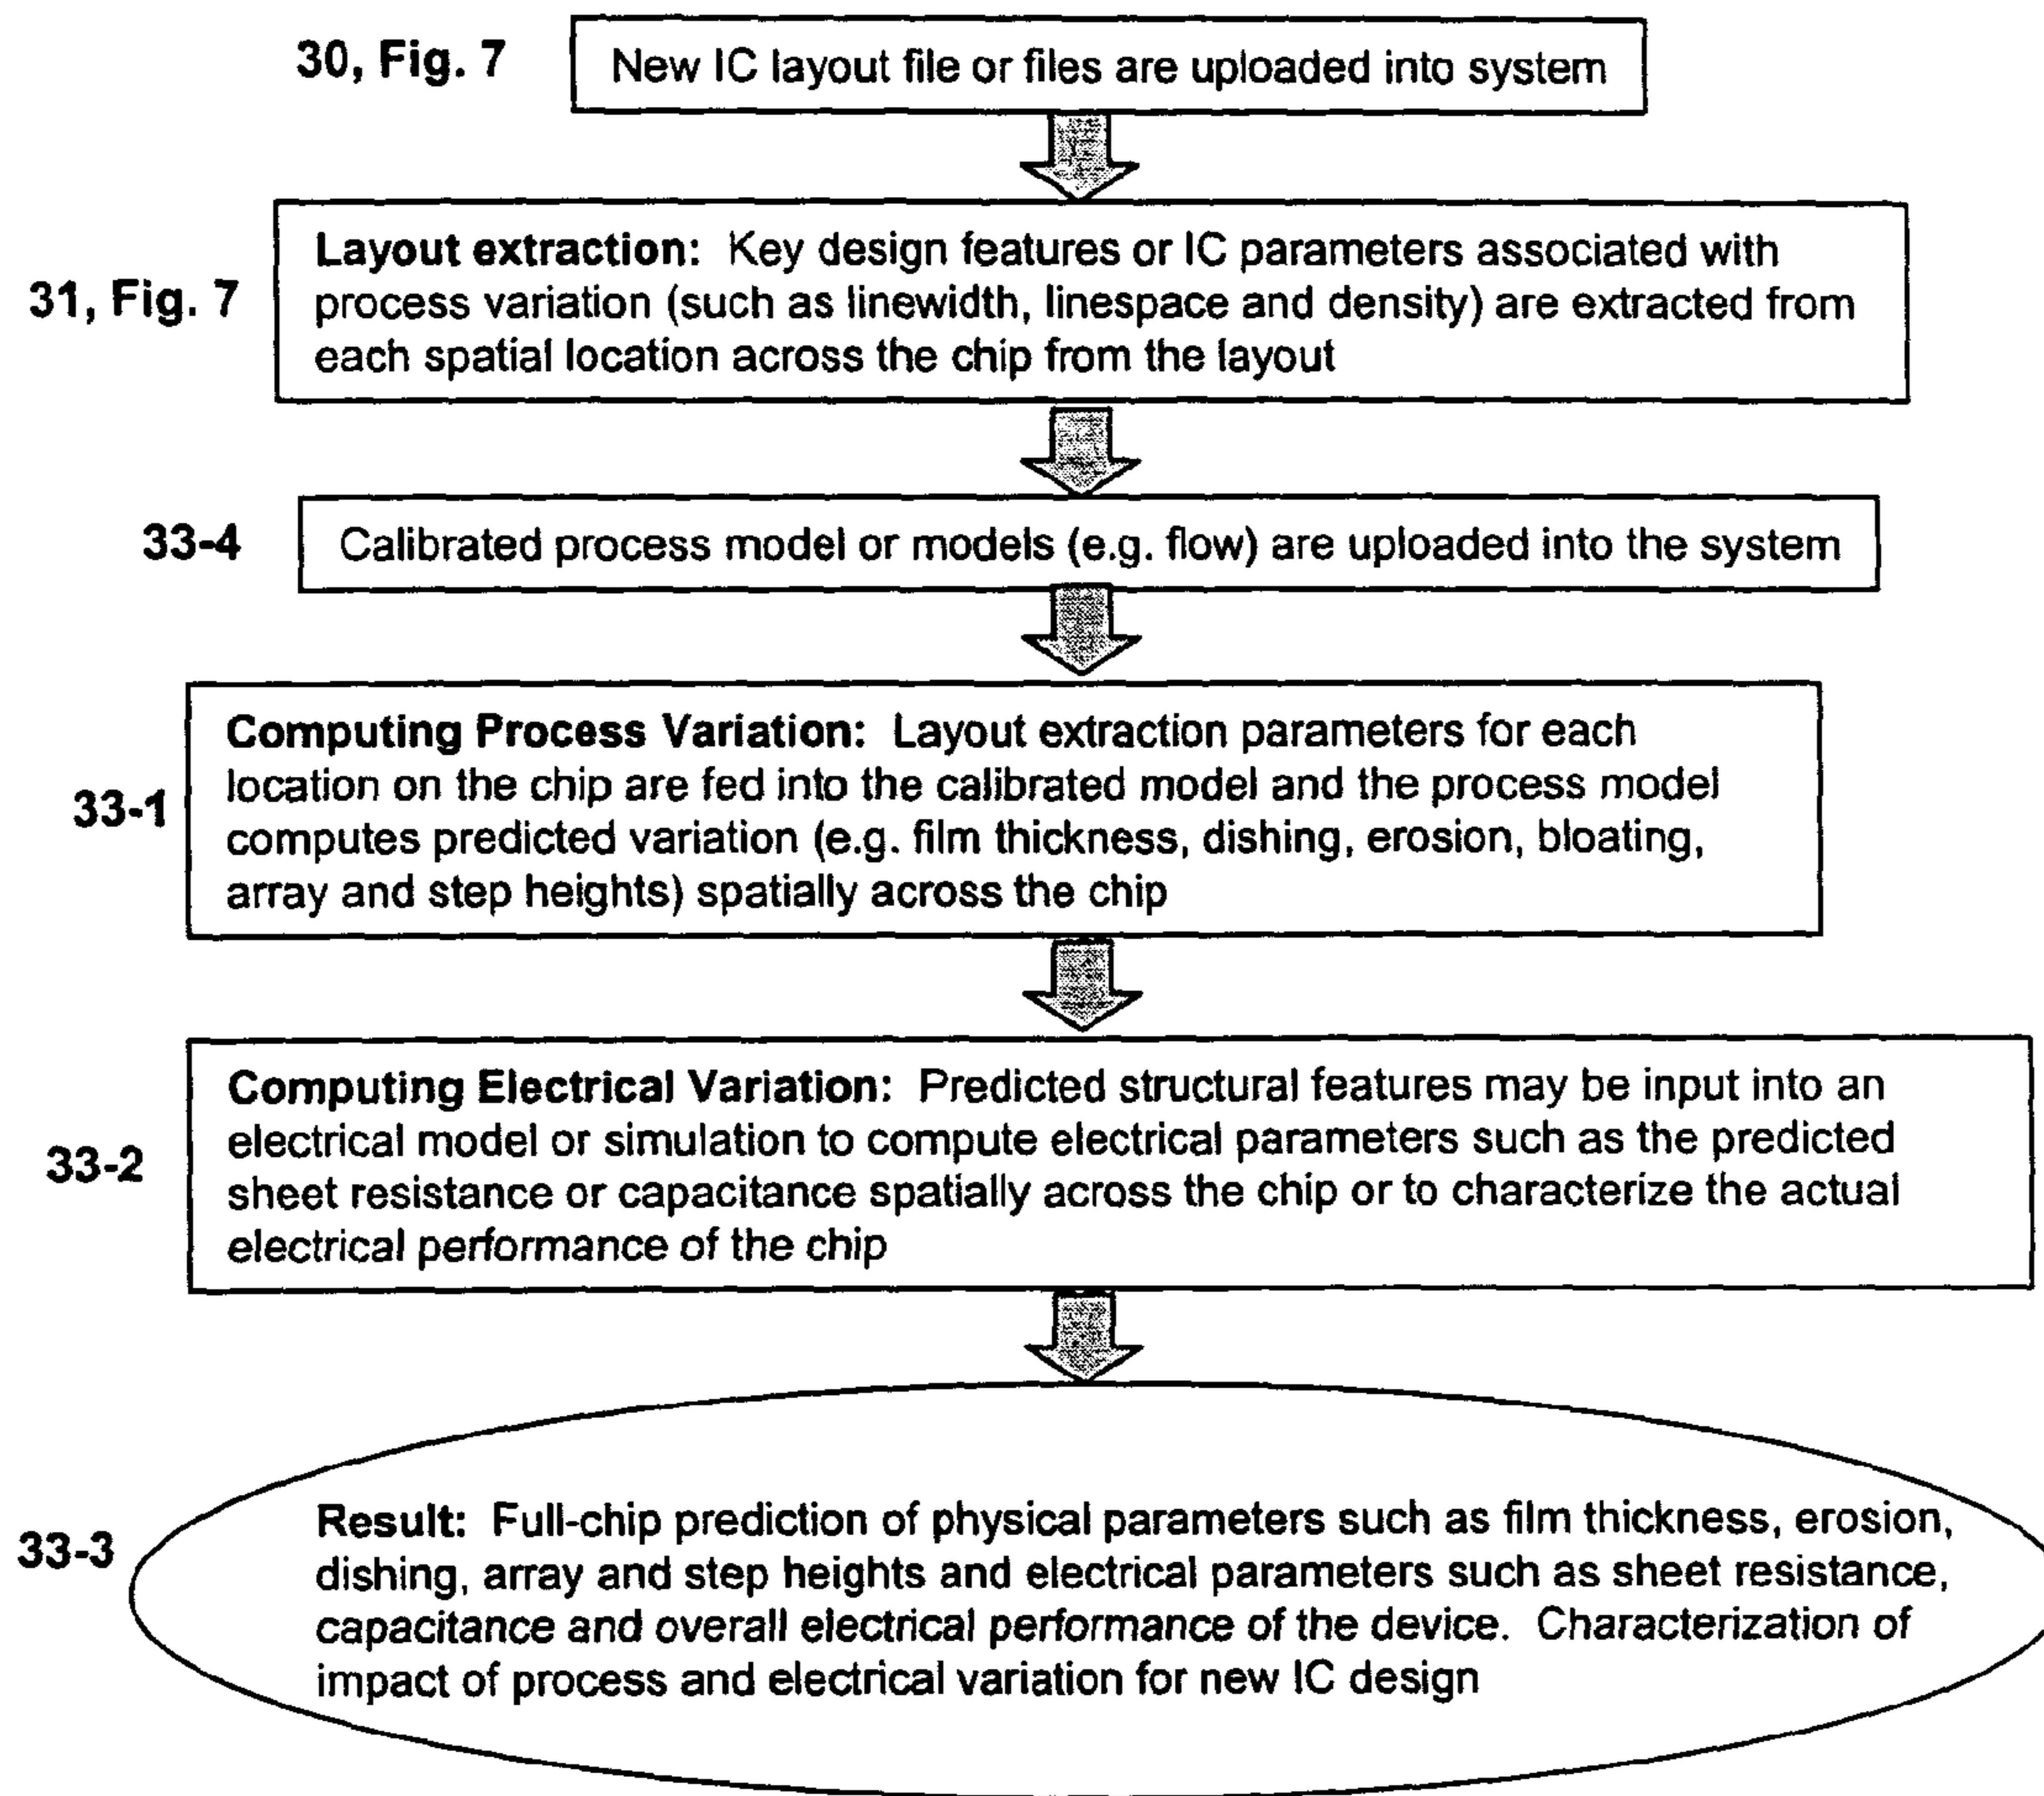 30, Fig. 7
New IC layout file or files are uploaded into system
31, Fig. 7
Layout extraction: Key design features or IC parameters associated with
process variation (such as linewidth, linespace and density) are extracted from
each spatial location across the chip from the layout
33-4
Calibrated process model or models (e.g. flow) are uploaded into the system
33-1
Computing Process Variation: Layout extraction parameters for each
location on the chip are fed into the calibrated model and the process model
computes predicted variation (e.g. film thickness, dishing, erosion, bloating,
array and step heights) spatially across the chip
33-2
Computing Electrical Variation: Predicted structural features may be input into an
electrical model or simulation to compute electrical parameters such as the predicted
sheet resistance or capacitance spatially across the chip or to characterize the actual
electrical performance of the chip
33-3
Result: Full-chip prediction of physical parameters such as film thickness, erosion,
dishing, array and step heights and electrical parameters such as sheet resistance,
capacitance and overall electrical performance of the device. Characterization of
impact of process and electrical variation for new IC design